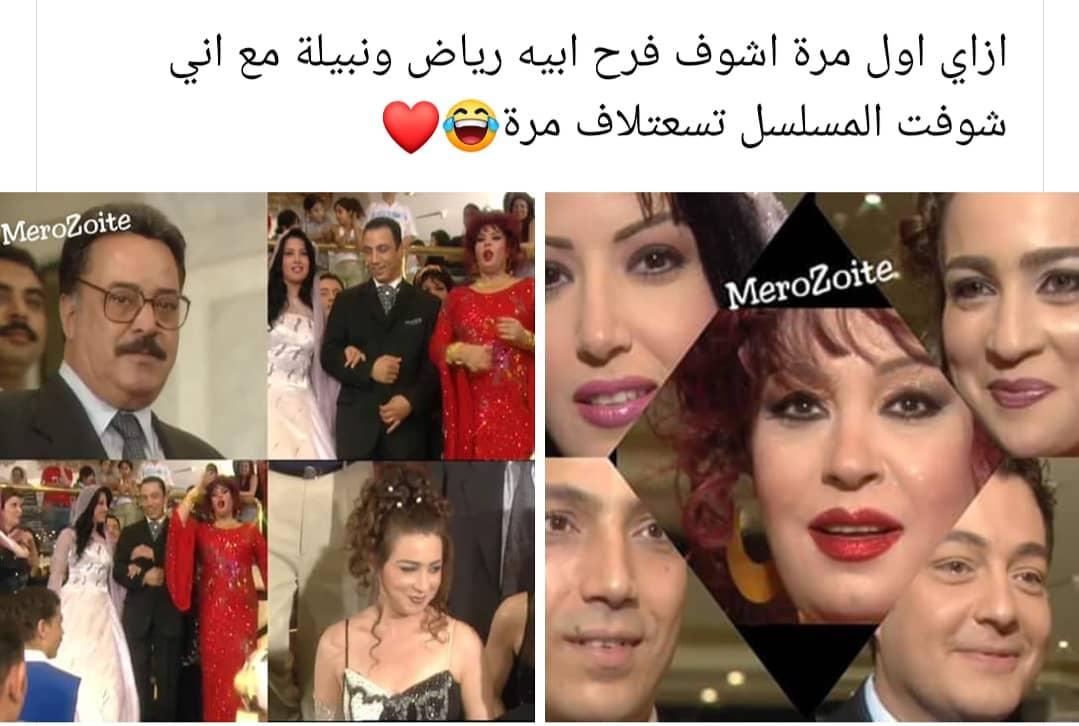 ازاي اول مرة اشوف فرح ابيه رياض ونبيلة مع اني
شوفت المسلسل تسعتلاف مرة😂❤️
MeroZoite
MeroZoite